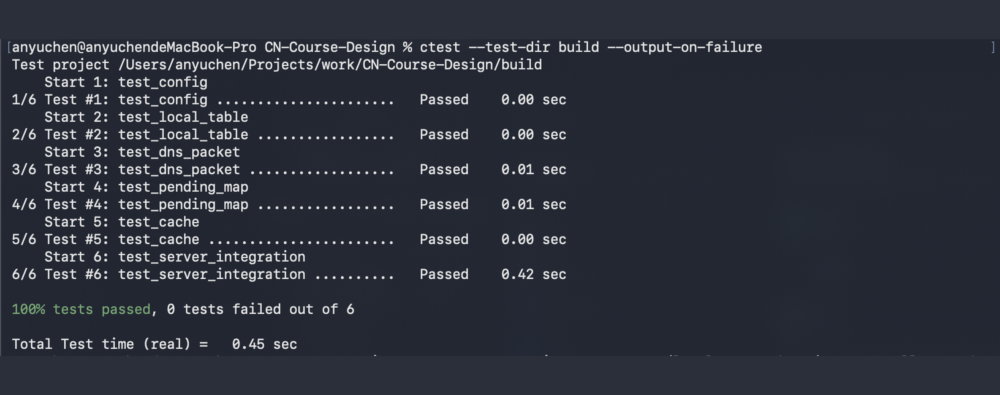 [anyuchen@anyuchendeMacBook-Pro CN-Course-Design % ctest --test-dir build --output-on-failure ]
Test project /Users/anyuchen/Projects/work/CN-Course-Design/build
    Start 1: test_config
1/6 Test #1: test_config ......................   Passed    0.00 sec
    Start 2: test_local_table
2/6 Test #2: test_local_table .................   Passed    0.00 sec
    Start 3: test_dns_packet
3/6 Test #3: test_dns_packet ..................   Passed    0.01 sec
    Start 4: test_pending_map
4/6 Test #4: test_pending_map .................   Passed    0.01 sec
    Start 5: test_cache
5/6 Test #5: test_cache .......................   Passed    0.00 sec
    Start 6: test_server_integration
6/6 Test #6: test_server_integration ..........   Passed    0.42 sec

100% tests passed, 0 tests failed out of 6

Total Test time (real) =   0.45 sec